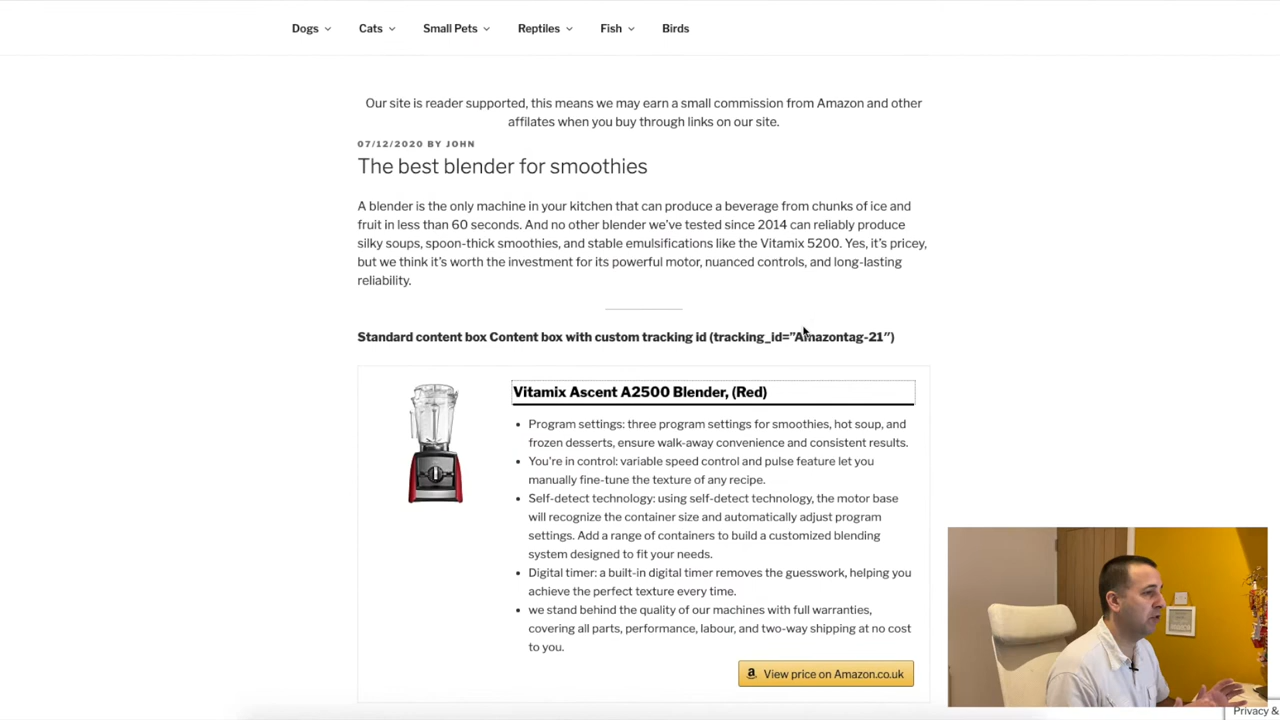 Dogs Cats Small Pets Reptiles Fish Birds
Our site is reader supported, this means we may earn a small commission from Amazon and other
affilates when you buy through links on our site.
07/12/2020 BY JOHN
The best blender for smoothies
A blender is the only machine in your kitchen that can produce a beverage from chunks of ice and
fruit in less than 60 seconds. And no other blender we've tested since 2014 can reliably produce
silky soups, spoon-thick smoothies, and stable emulsifications like the Vitamix 5200. Yes, it's pricey,
but we think it's worth the investment for its powerful motor, nuanced controls, and long-lasting
reliability.
Standard content box Content box with custom tracking id (tracking_id="Amazontag-21″)
Vitamix Ascent A2500 Blender, (Red)
• Program settings: three program settings for smoothies, hot soup, and
frozen desserts, ensure walk-away convenience and consistent results.
• You're in control: variable speed control and pulse feature let you
manually fine-tune the texture of any recipe.
• Self-detect technology: using self-detect technology, the motor base
will recognize the container size and automatically adjust program
settings. Add a range of containers to build a customized blending
system designed to fit your needs.
• Digital timer: a built-in digital timer removes the guesswork, helping you
achieve the perfect texture every time.
• we stand behind the quality of our machines with full warranties,
covering all parts, performance, labour, and two-way shipping at no cost
to you.
View price on Amazon.co.uk
Privacy &